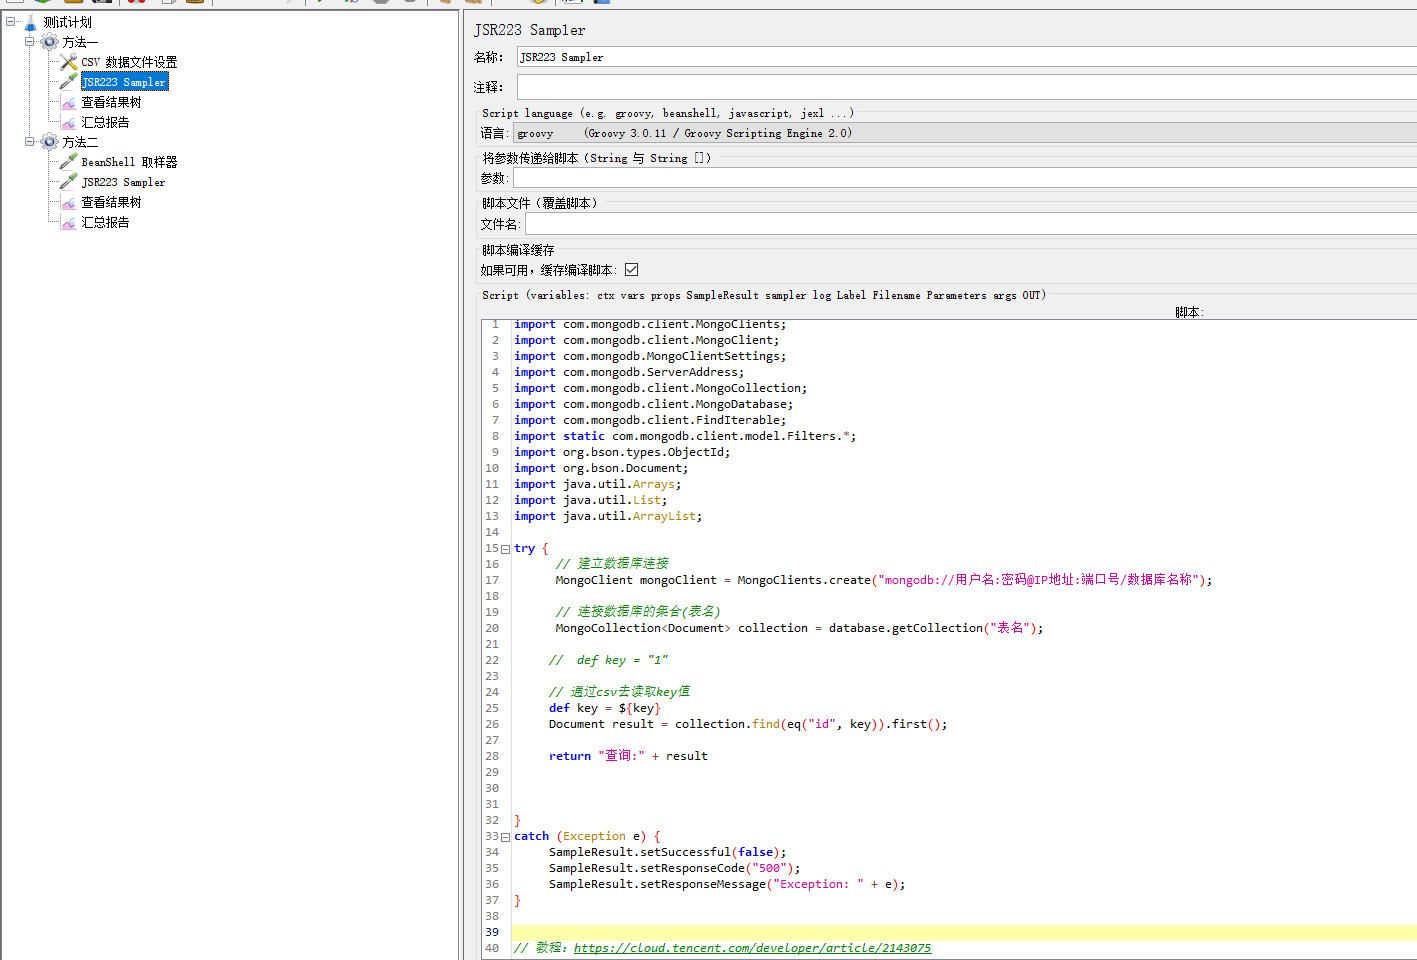 测试计划
方法一
CSV 数据文件设置
JSR223 Sampler
查看结果树
汇总报告
方法二
BeanShell 取样器
JSR223 Sampler
查看结果树
汇总报告
JSR223 Sampler
名称: JSR223 Sampler
注释:
Script language (e.g. groovy, beanshell, javascript, jexl ...)
语言: groovy (Groovy 3.0.11 / Groovy Scripting Engine 2.0)
将参数传递给脚本 (String 与 String [])
参数:
脚本文件 (覆盖脚本)
文件名:
脚本编译缓存
如果可用，缓存编译脚本:
Script (variables: ctx vars props SampleResult sampler log Label Filename Parameters args OUT)
脚本:
1 import com.mongodb.client.MongoClients;
2 import com.mongodb.client.MongoClient;
3 import com.mongodb.MongoClientSettings;
4 import com.mongodb.ServerAddress;
5 import com.mongodb.client.MongoCollection;
6 import com.mongodb.client.MongoDatabase;
7 import com.mongodb.client.FindIterable;
8 import static com.mongodb.client.model.Filters.*;
9 import org.bson.types.ObjectId;
10 import org.bson.Document;
11 import java.util.Arrays;
12 import java.util.List;
13 import java.util.ArrayList;
14
15 try {
16 // 建立数据库连接
17 MongoClient mongoClient = MongoClients.create("mongodb://用户名:密码@IP地址:端口号/数据库名称");
18
19 // 连接数据库的集合(表名)
20 MongoCollection<Document> collection = database.getCollection("表名");
21
22 // def key = "1"
23
24 // 通过csv去读取key值
25 def key = ${key}
26 Document result = collection.find(eq("id", key)).first();
27
28 return "查询:" + result
29
30
31
32 }
33 catch (Exception e) {
34 SampleResult.setSuccessful(false);
35 SampleResult.setResponseCode("500");
36 SampleResult.setResponseMessage("Exception: " + e);
37 }
38
39
40 // 教程: https://cloud.tencent.com/developer/article/2143075